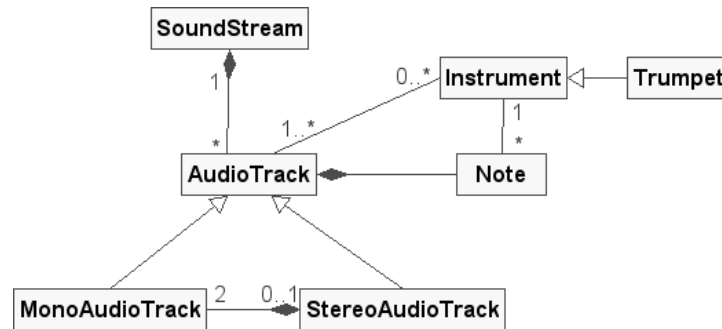 SoundStream
1
0..*
Instrument
Trumpet
1
1..*
*
*
AudioTrack
Note
MonoAudioTrack
2
0..1
StereoAudioTrack